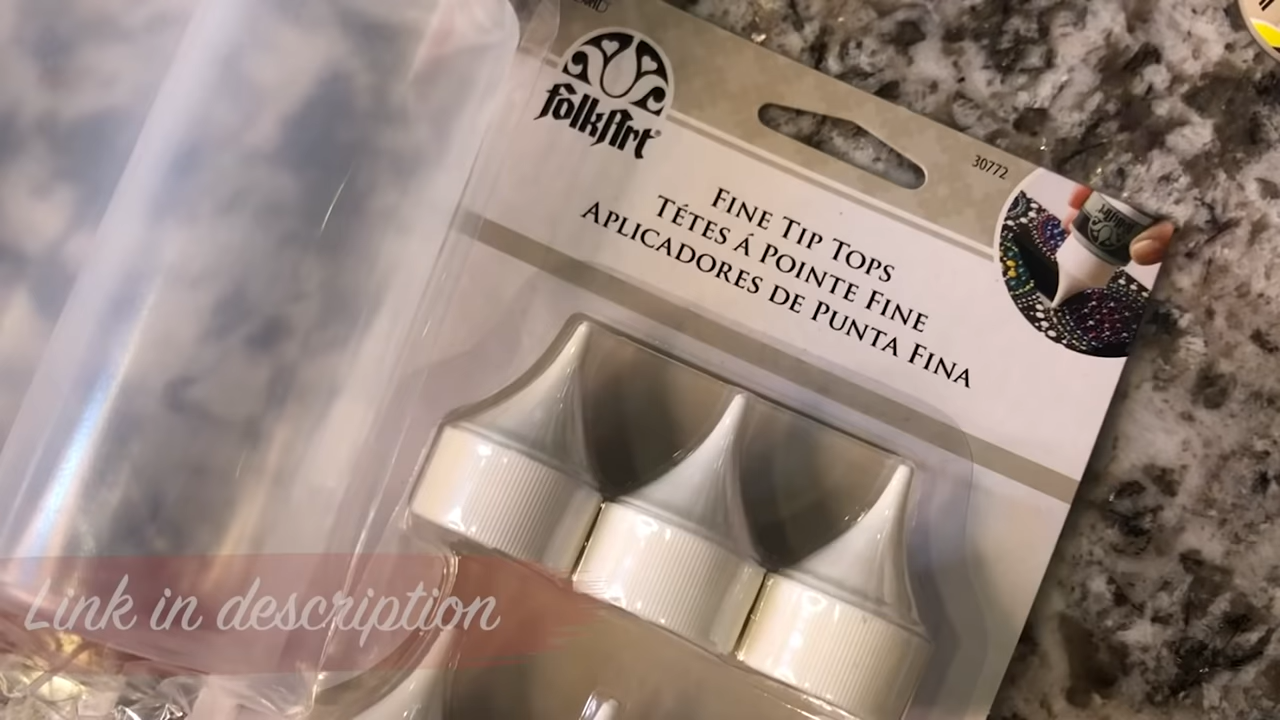 folkArt
30772
FINE TIP TOPS
TÉTES Á POINTE FINE
APLICADORES DE PUNTA FINA
Link in description